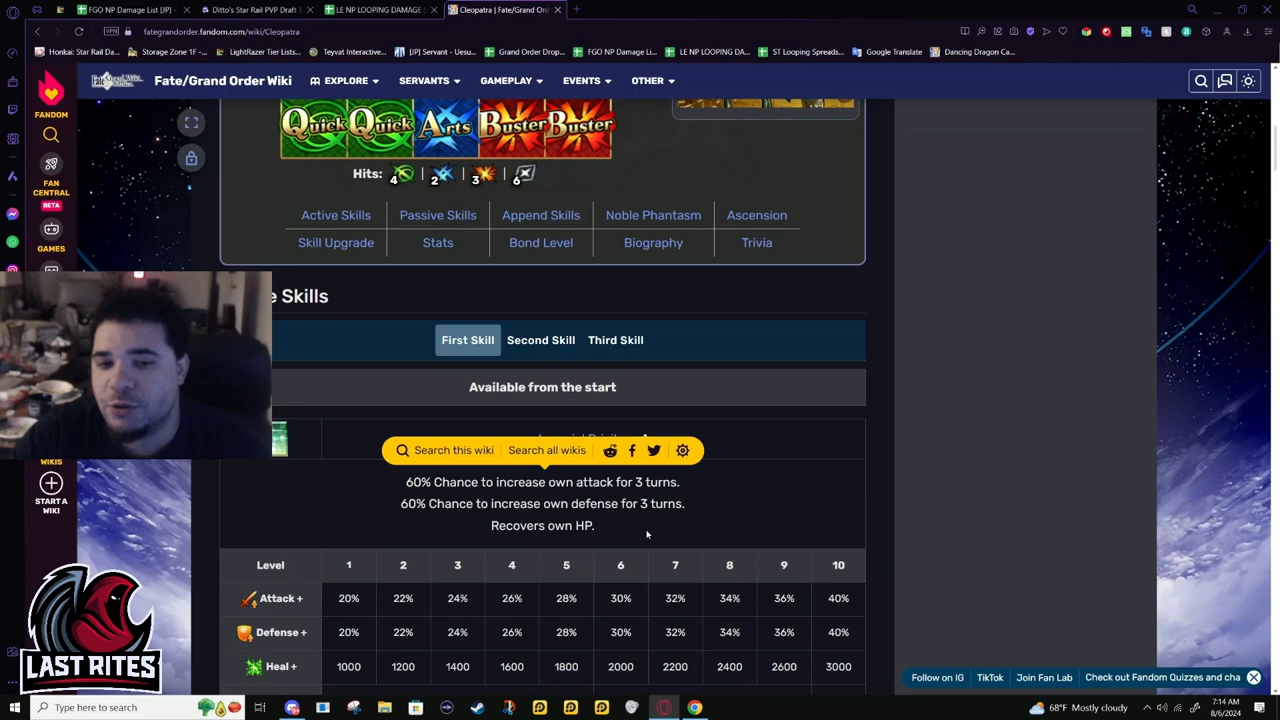 FGO NP Damage List [JP] -
Ditto's Star Rail PVP Draft
LE NP LOOPING DAMAGE
Cleopatra | Fate/Grand Ord
VPN
fategrandorder.fandom.com/wiki/Cleopatra
Honkai: Star Rail Da...
Storage Zone 1F -...
LightRazer Tier Lists...
Teyvat Interactive...
[JP] Servant - Uesu...
Grand Order Drop...
FGO NP Damage Li...
LE NP LOOPING DA...
ST Looping Spreads...
Google Translate
Dancing Dragon Ca...
FANDOM
Fate/Grand Order Wiki
EXPLORE
SERVANTS
GAMEPLAY
EVENTS
OTHER
FAN CENTRAL
BETA
GAMES
WIKIS
START A WIKI
Quick Quick Arts Buster Buster
Hits: 4 | 2 | 3 | 6
Active Skills Passive Skills Append Skills Noble Phantasm Ascension
Skill Upgrade Stats Bond Level Biography Trivia
e Skills
First Skill Second Skill Third Skill
Available from the start
Search this wiki Search all wikis
60% Chance to increase own attack for 3 turns.
60% Chance to increase own defense for 3 turns.
Recovers own HP.
Level 1 2 3 4 5 6 7 8 9 10
Attack + 20% 22% 24% 26% 28% 30% 32% 34% 36% 40%
Defense + 20% 22% 24% 26% 28% 30% 32% 34% 36% 40%
Heal + 1000 1200 1400 1600 1800 2000 2200 2400 2600 3000
LAST RITES
Follow on IG TikTok Join Fan Lab Check out Fandom Quizzes and cha
Type here to search
68°F Mostly cloudy
7:14 AM
8/6/2024